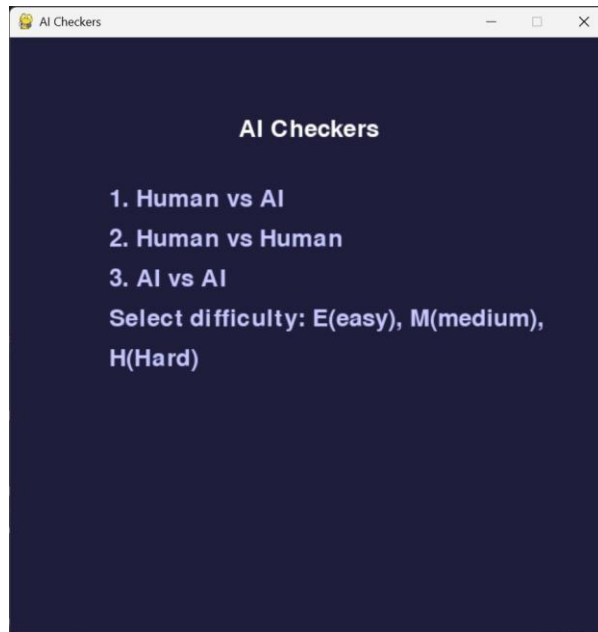 AI Checkers
AI Checkers
1. Human vs AI
2. Human vs Human
3. AI vs AI
Select difficulty: E(easy), M(medium),
H(Hard)